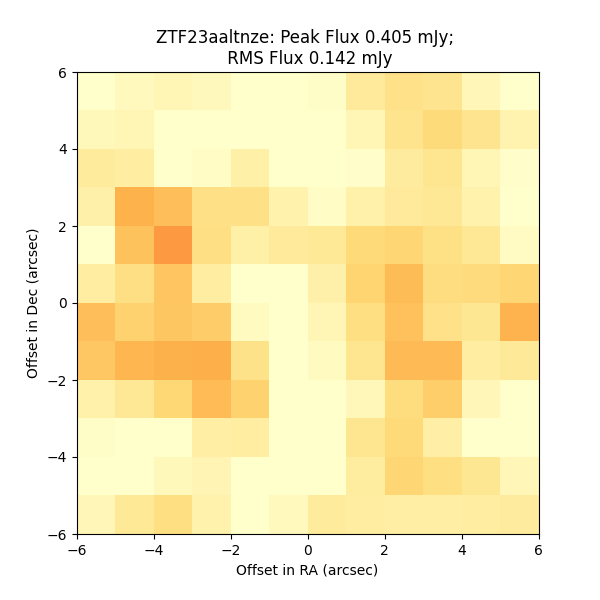 ZTF23aaltnze: Peak Flux 0.405 mJy;
RMS Flux 0.142 mJy
6
4
2
0
−2
−4
−6
Offset in Dec (arcsec)
−6 −4 −2 0 2 4 6
Offset in RA (arcsec)